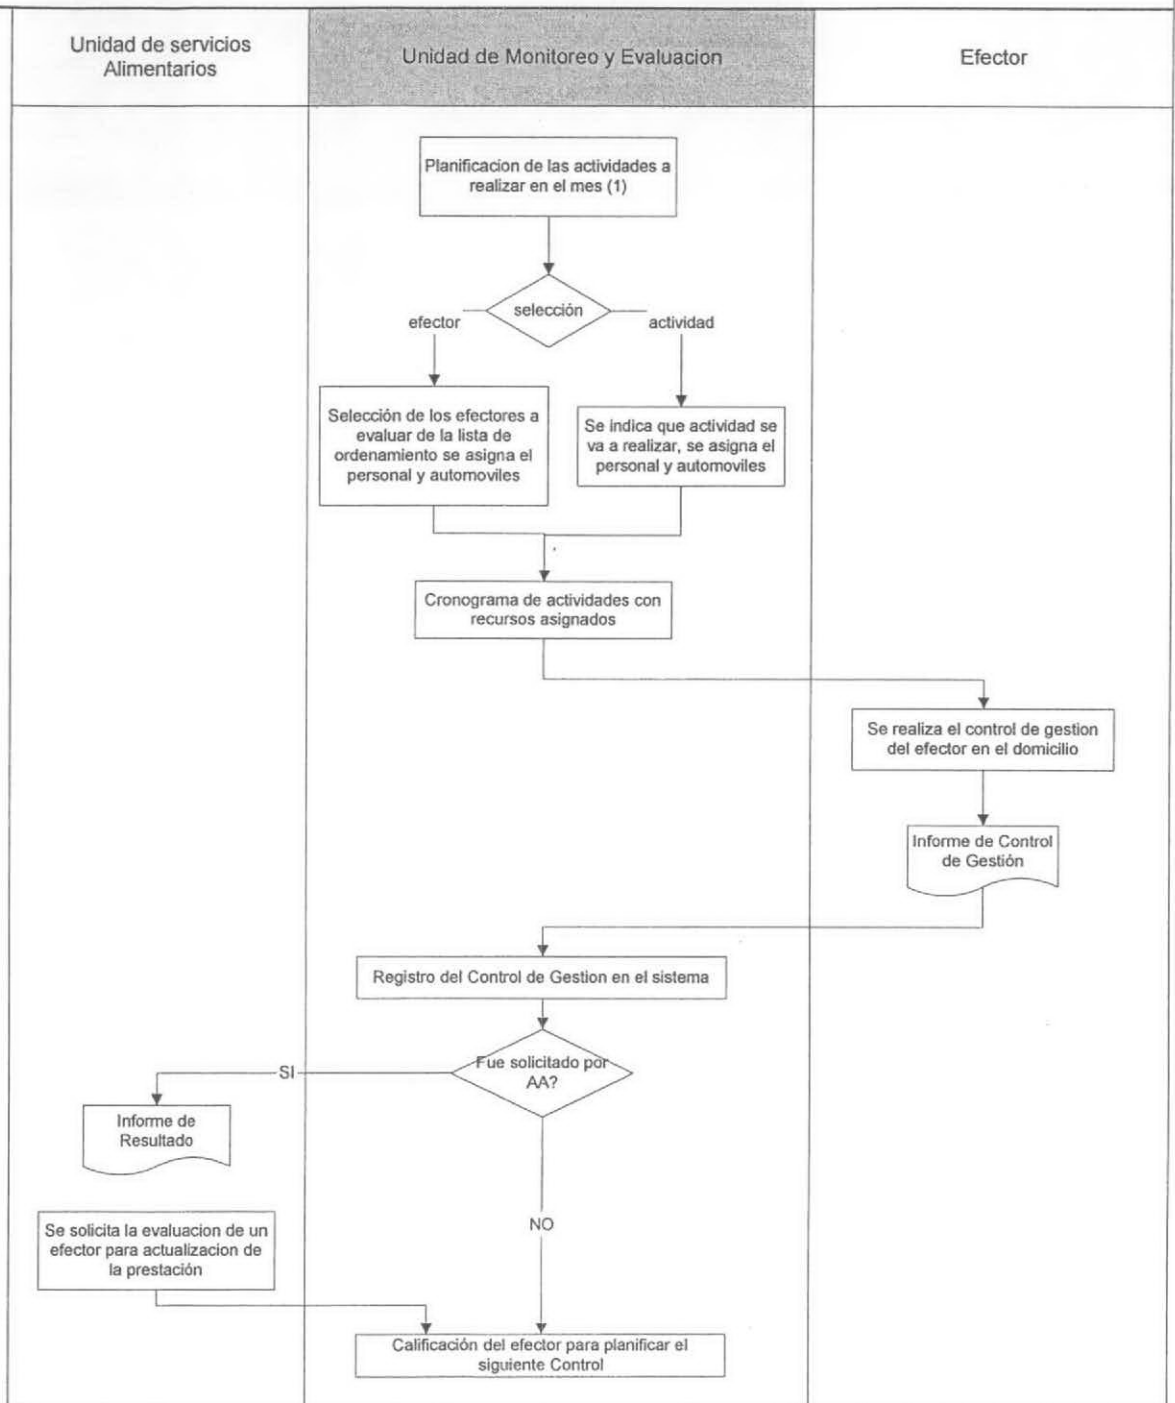 Unidad de servicios
Alimentarios
Unidad de Monitoreo y Evaluacion
Efector
Planificacion de las actividades a
realizar en el mes (1)
selección
efector
actividad
Selección de los efectores a
evaluar de la lista de
ordenamiento se asigna el
personal y automoviles
Se indica que actividad se
va a realizar, se asigna el
personal y automoviles
Cronograma de actividades con
recursos asignados
Se realiza el control de gestion
del efector en el domicilio
Informe de Control
de Gestión
Registro del Control de Gestion en el sistema
Fue solicitado por
AA?
SI
Informe de
Resultado
NO
Se solicita la evaluacion de un
efector para actualizacion de
la prestación
Calificación del efector para planificar el
siguiente Control